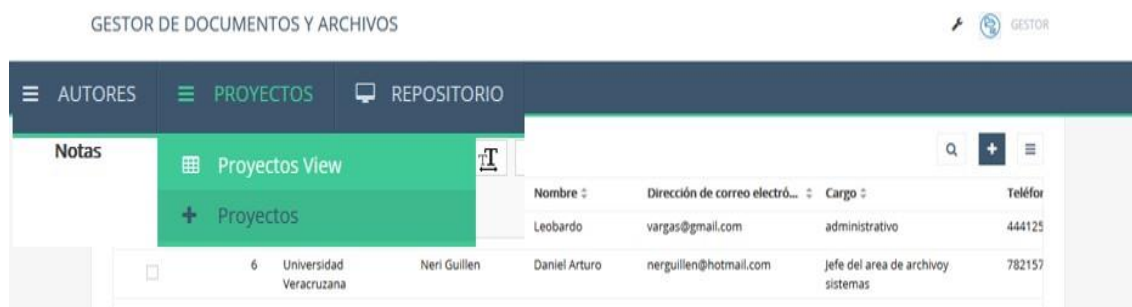 GESTOR DE DOCUMENTOS Y ARCHIVOS
GESTOR
AUTORES PROYECTOS REPOSITORIO
Notas
Proyectos View
Proyectos
Nombre Dirección de correo electró... Cargo Teléfor
Leobardo vargas@gmail.com administrativo 444125
6 Universidad Neri Guillen Daniel Arturo nerguillen@hotmail.com Jefe del area de archivoy 782157
Veracruzana sistemas